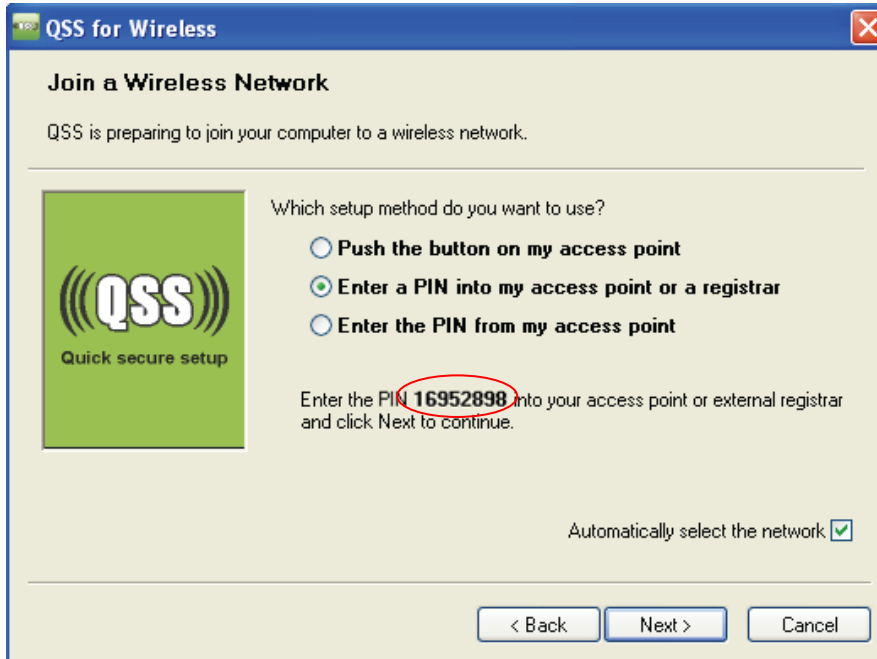 QSS for Wireless
Join a Wireless Network
QSS is preparing to join your computer to a wireless network.
Which setup method do you want to use?
Push the button on my access point
Enter a PIN into my access point or a registrar
Enter the PIN from my access point
(((QSS)))
Quick secure setup
Enter the PIN 16952898 into your access point or external registrar
and click Next to continue.
Automatically select the network
< Back
Next >
Cancel